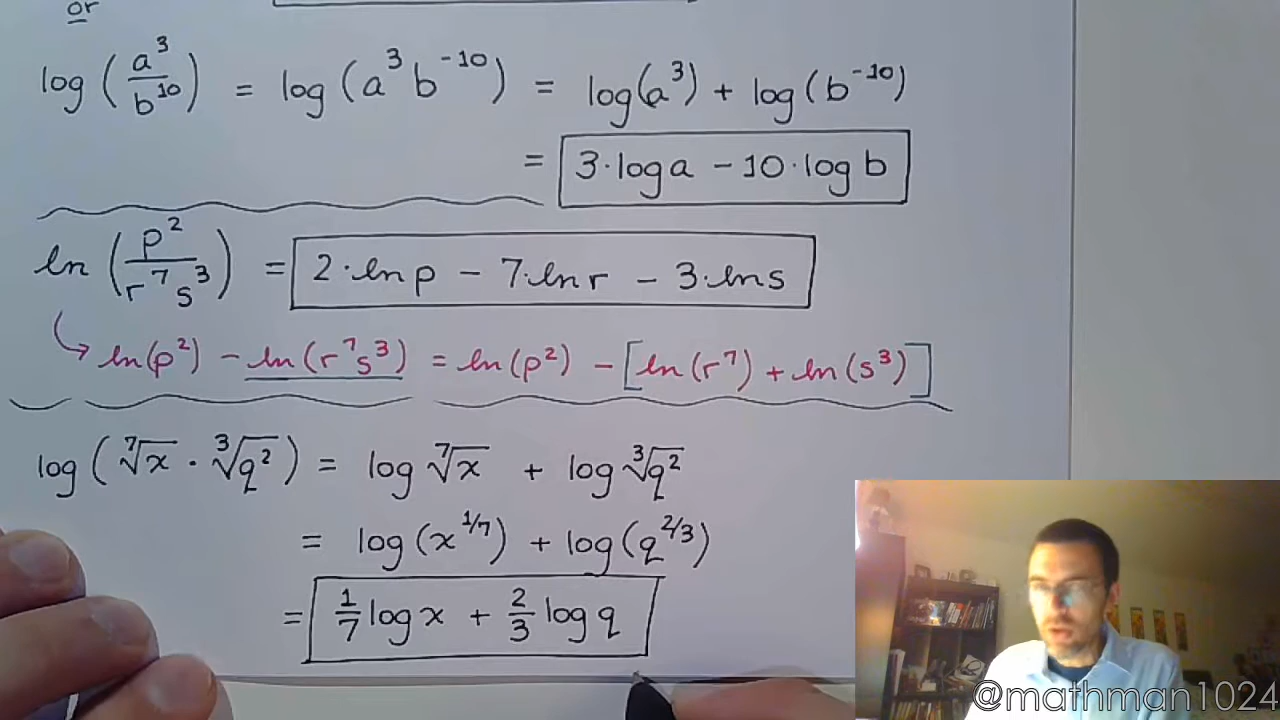 or
log (a³/b¹⁰) = log (a³ b⁻¹⁰) = log(a³) + log(b⁻¹⁰)
= 3·log a − 10·log b
ln (p²/r⁷s³) = 2·ln p − 7·ln r − 3·ln s
ln(p²) − ln(r⁷s³) = ln(p²) − [ln(r⁷) + ln(s³)]
log (⁷√x · ³√q²) = log ⁷√x + log ³√q²
= log(x^1/7) + log(q^2/3)
= 1/7 log x + 2/3 log q
@mathman1024